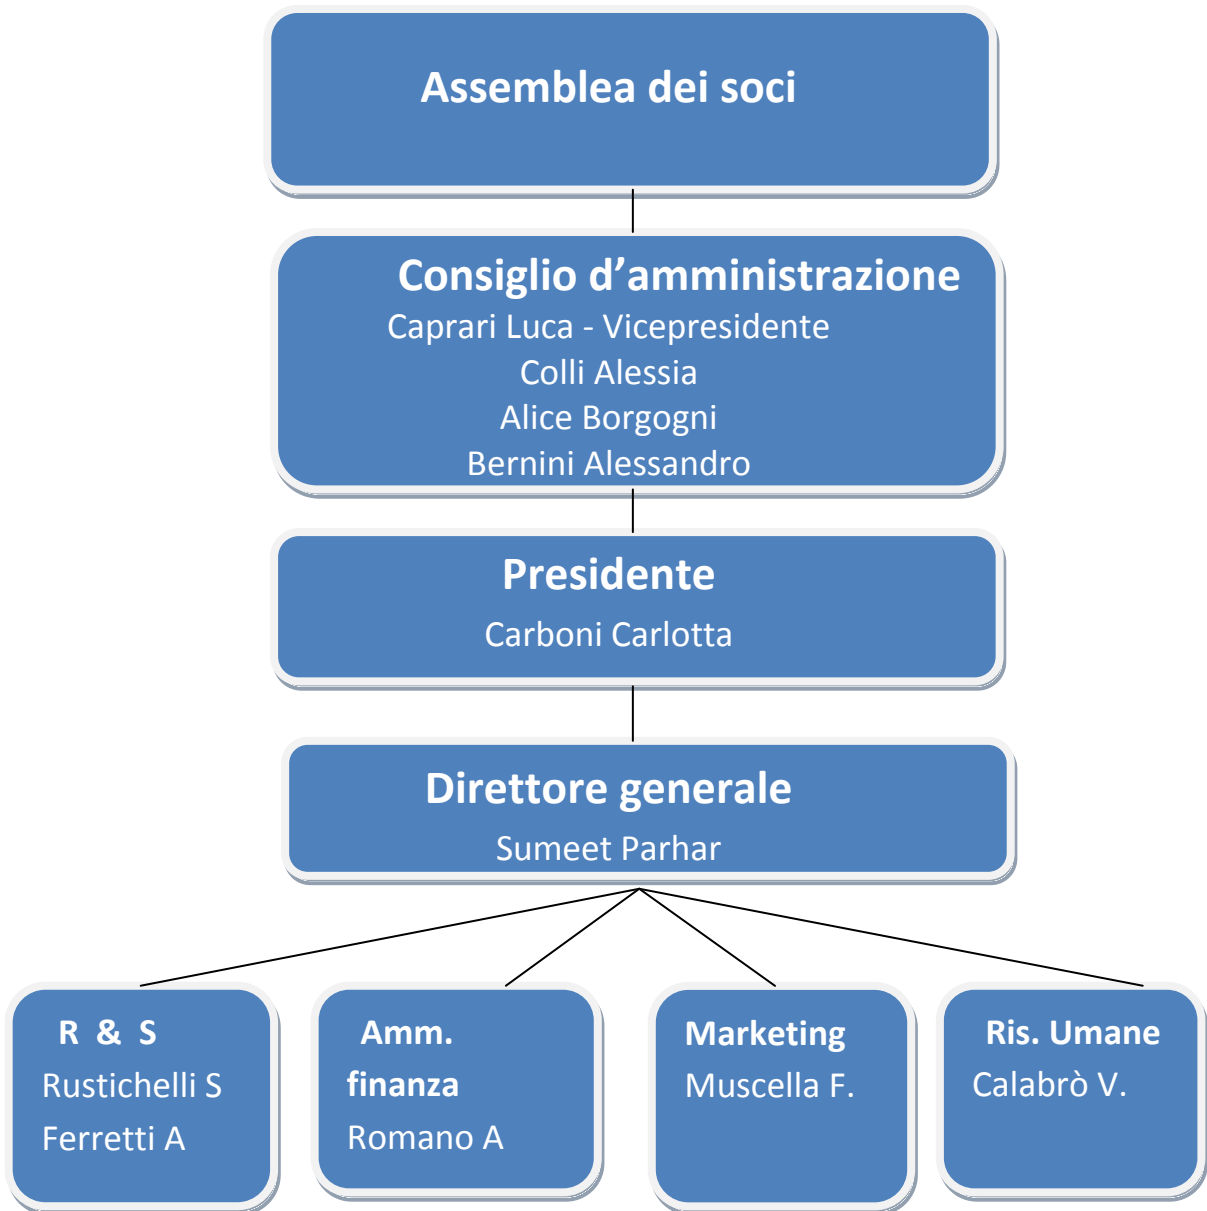 Assemblea dei soci
Consiglio d’amministrazione
Caprari Luca - Vicepresidente
Colli Alessia
Alice Borgogni
Bernini Alessandro
Presidente
Carboni Carlotta
Direttore generale
Sumeet Parhar
R & S
Rustichelli S
Ferretti A
Amm.
finanza
Romano A
Marketing
Muscella F.
Ris. Umane
Calabrò V.